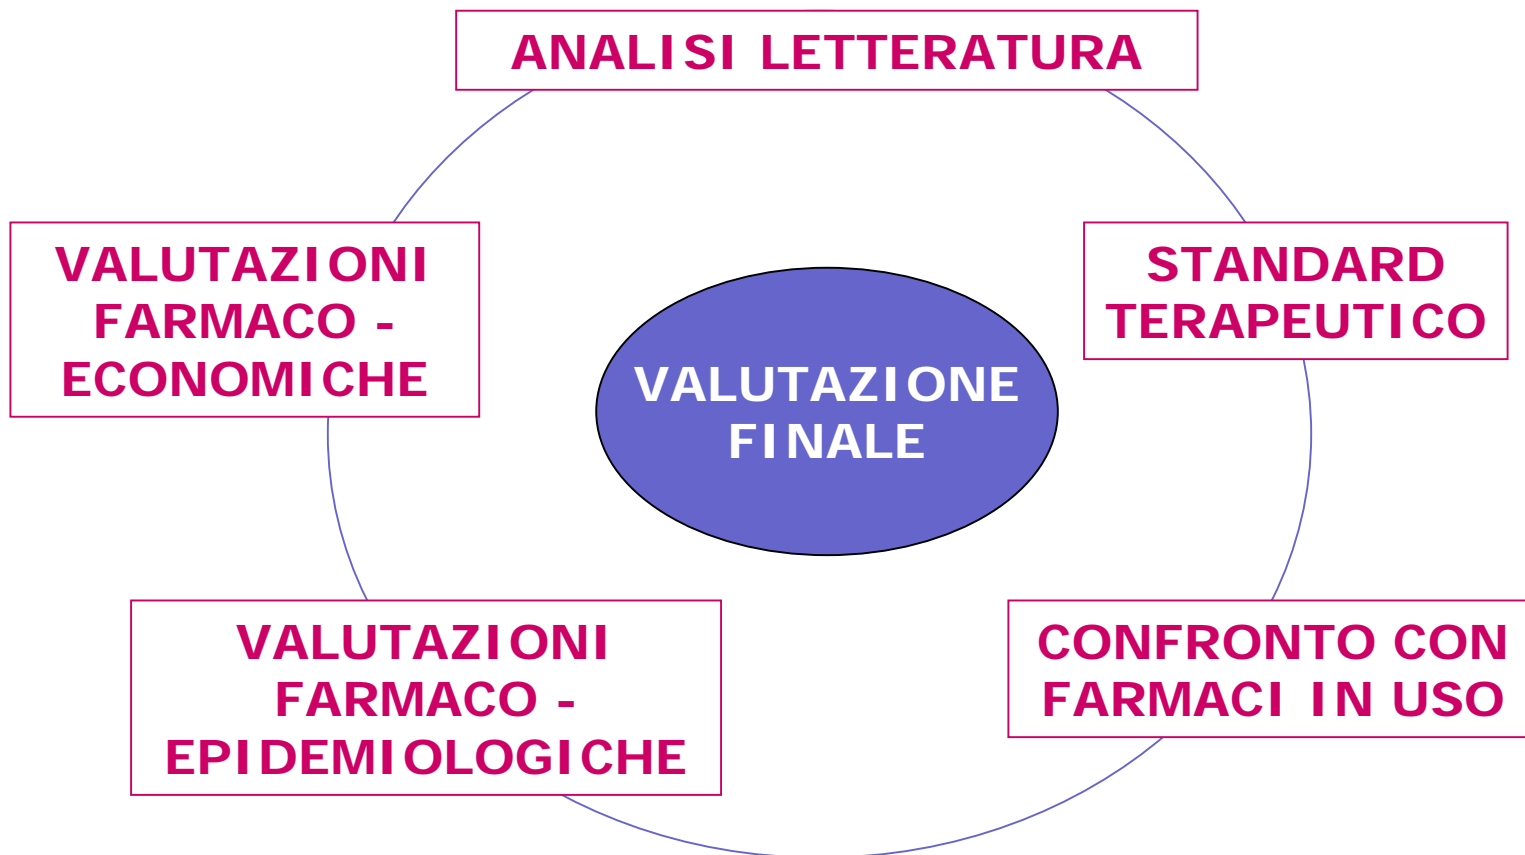 ANALISI LETTERATURA
VALUTAZIONI
FARMACO -
ECONOMICHE
STANDARD
TERAPEUTICO
VALUTAZIONE
FINALE
VALUTAZIONI
FARMACO -
EPIDEMIOLOGICHE
CONFRONTO CON
FARMACI IN USO